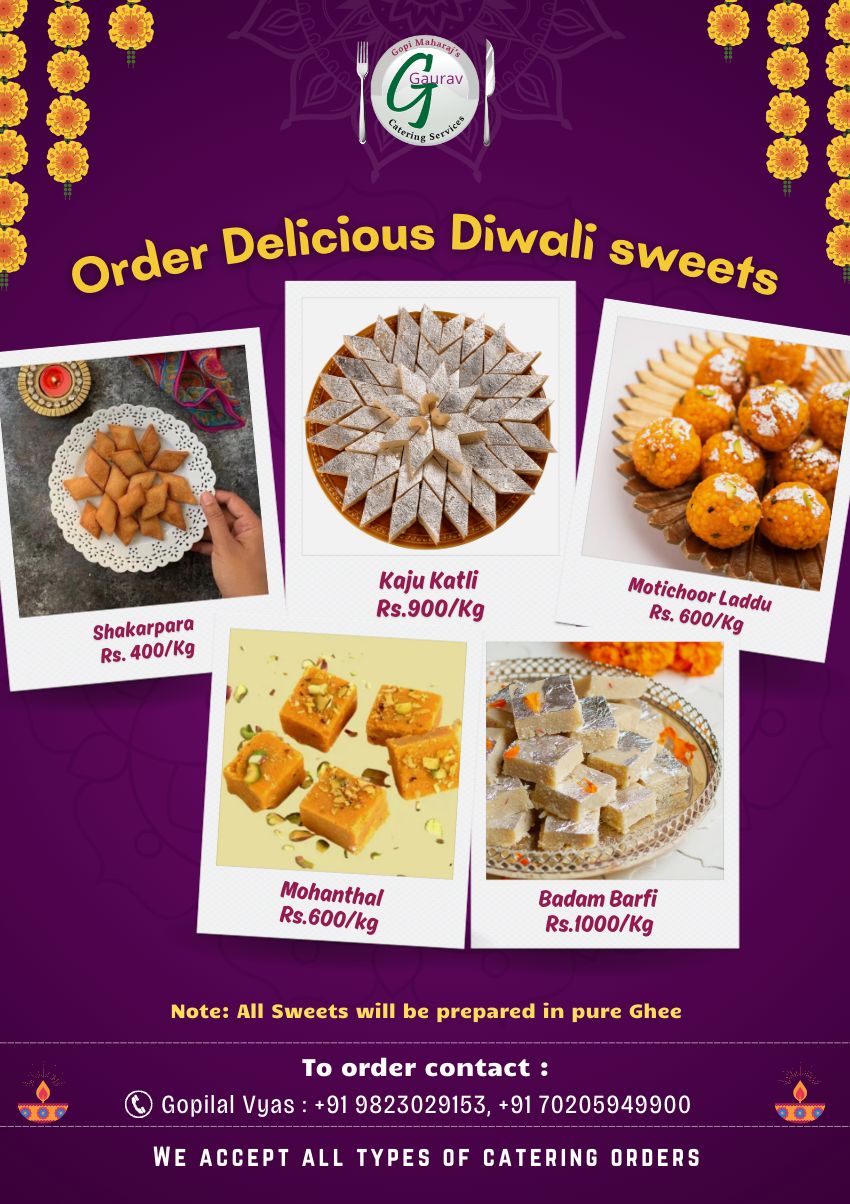 Gopi Maharaj's
G
Gaurav
Catering Services
Order Delicious Diwali sweets
Shakarpara
Rs. 400/Kg
Kaju Katli
Rs.900/Kg
Motichoor Laddu
Rs. 600/Kg
Mohanthal
Rs.600/kg
Badam Barfi
Rs.1000/Kg
Note: All Sweets will be prepared in pure Ghee
To order contact :
Gopilal Vyas : +91 9823029153, +91 70205949900
WE ACCEPT ALL TYPES OF CATERING ORDERS